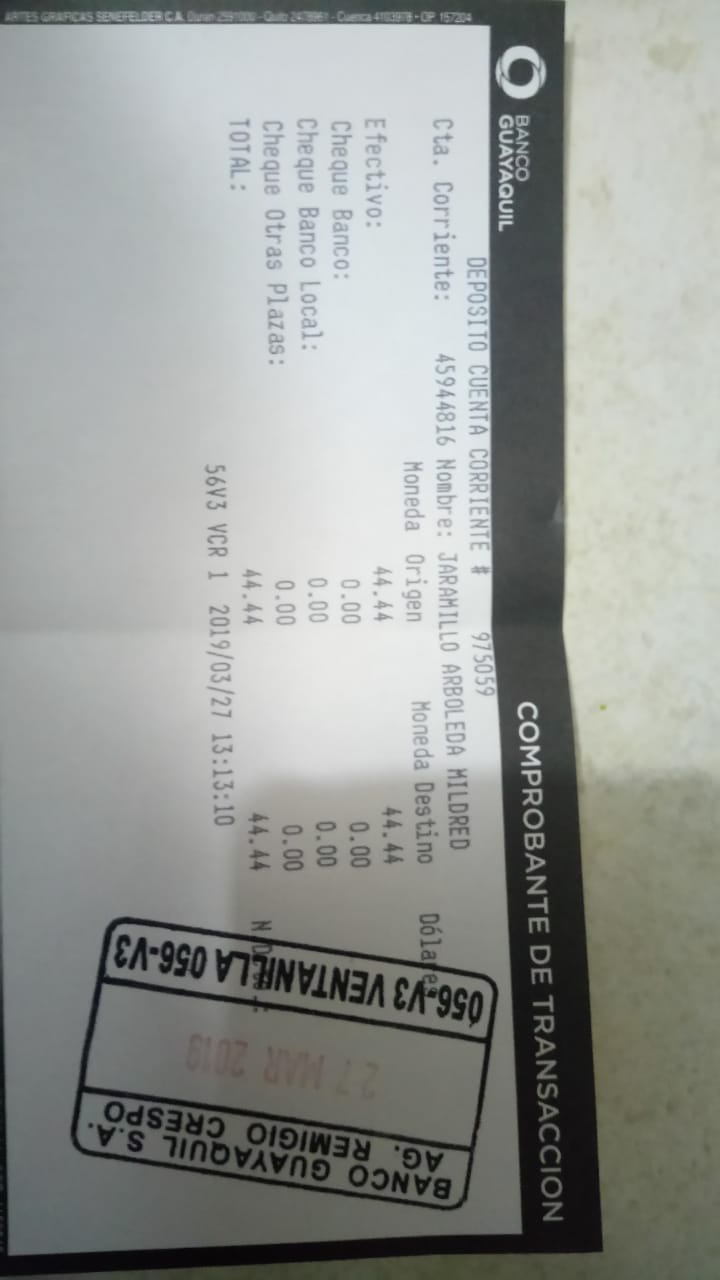 BANCO
GUAYAQUIL
COMPROBANTE DE TRANSACCION
DEPOSITO CUENTA CORRIENTE # 975059
Cta. Corriente: 45944816 Nombre: JARAMILLO ARBOLEDA MILDRED
Moneda Origen Moneda Destino Dólares
Efectivo: 44.44 44.44
Cheque Banco: 0.00 0.00
Cheque Banco Local: 0.00 0.00
Cheque Otras Plazas: 0.00 0.00
TOTAL: 44.44 44.44
56V3 VCR 1 2019/03/27 13:13:10
BANCO GUAYAQUIL S.A.
AG. REMIGIO CRESPO
27 MAR 2019
056-V3 VENTANILLA 056-V3
ARTES GRAFICAS SENEFELDER C.A. Duran 2591000 - Quito 2478961 - Cuenca 4103978 - OP 157204